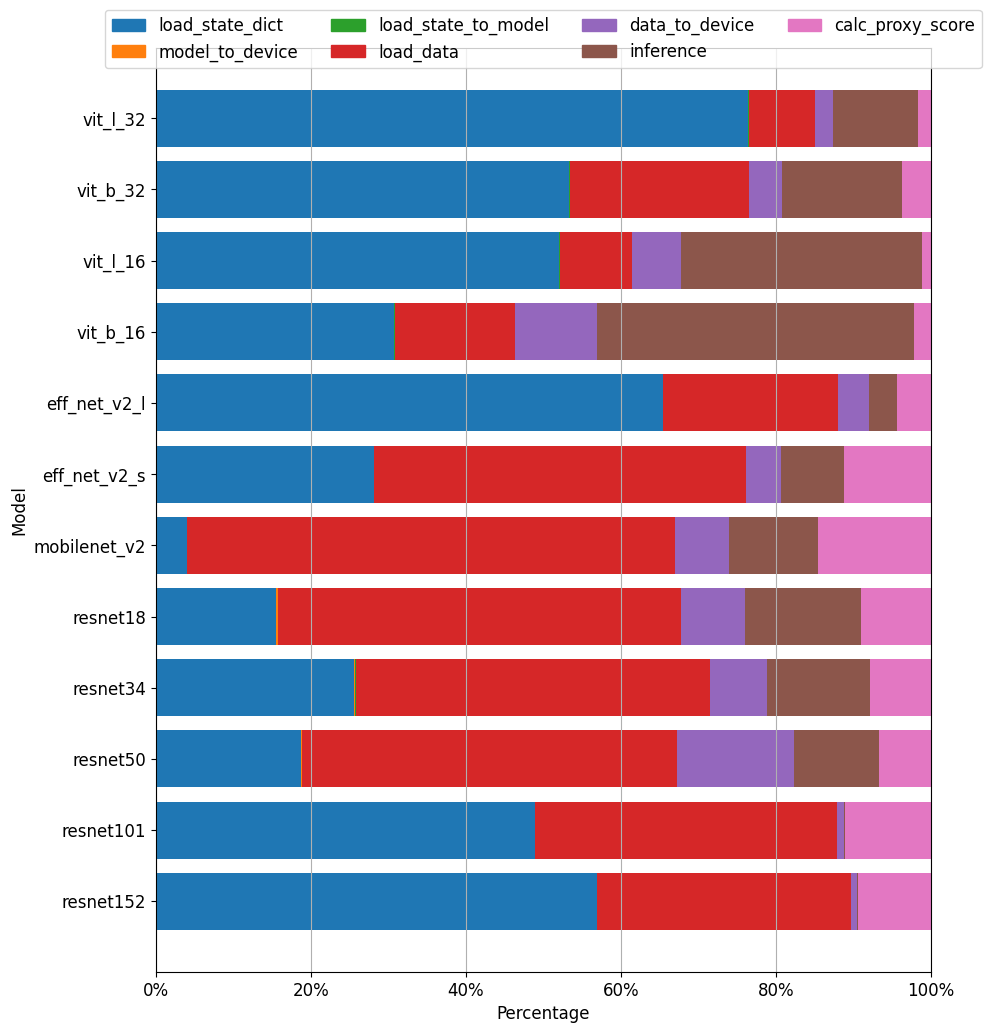 load_state_dict load_state_to_model data_to_device calc_proxy_score
model_to_device load_data inference
vit_l_32
vit_b_32
vit_l_16
vit_b_16
eff_net_v2_l
eff_net_v2_s
mobilenet_v2
resnet18
resnet34
resnet50
resnet101
resnet152
Model
0% 20% 40% 60% 80% 100%
Percentage